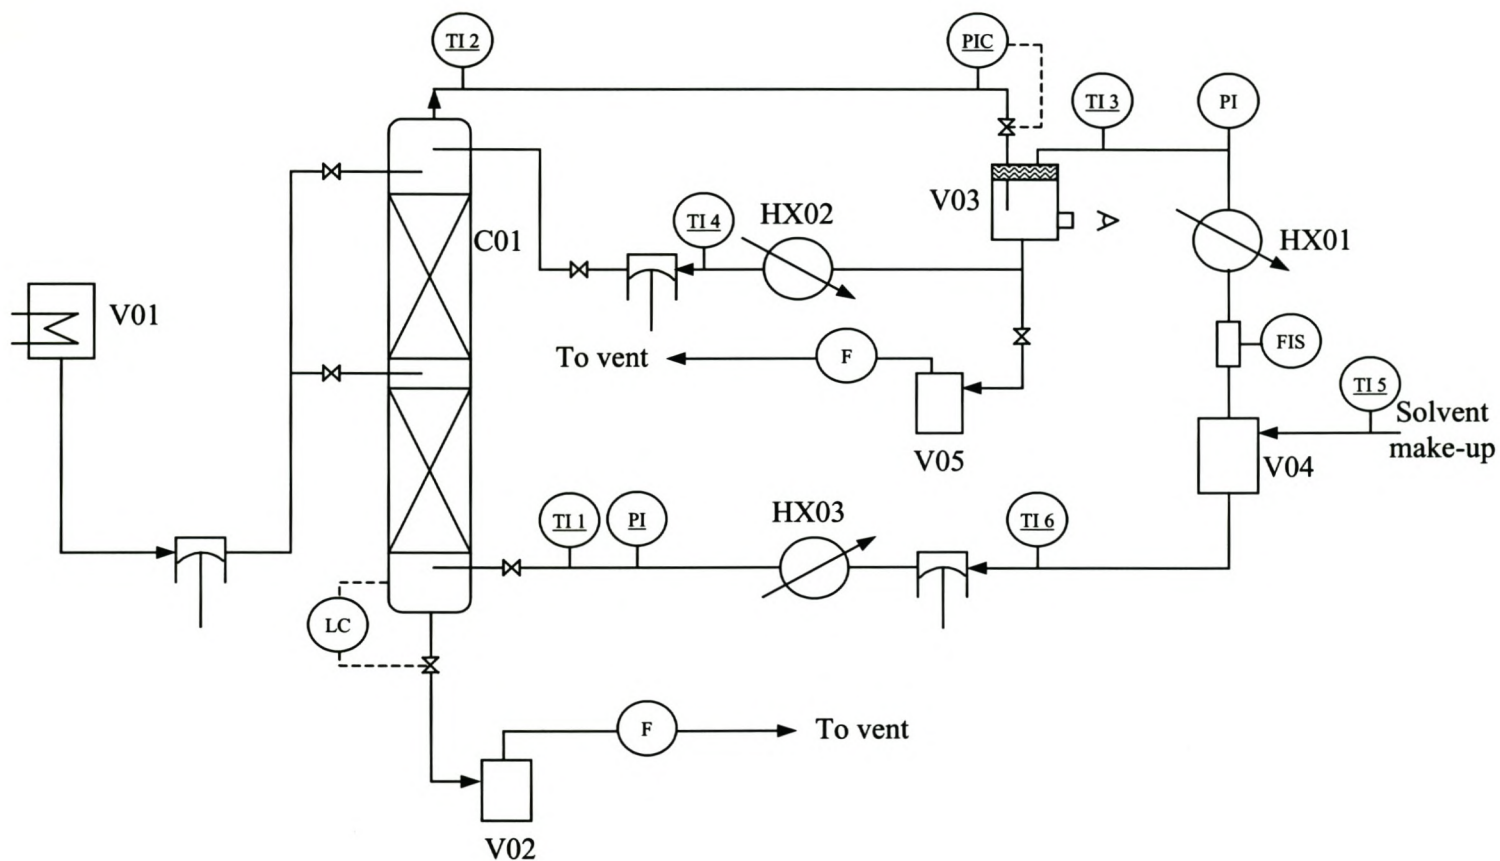 TI 2
PIC
TI 3
PI
V03
TI 4
HX02
C01
HX01
V01
FIS
To vent
F
TI 5
Solvent
make-up
V05
V04
TI 1
PI
HX03
TI 6
LC
F
To vent
V02